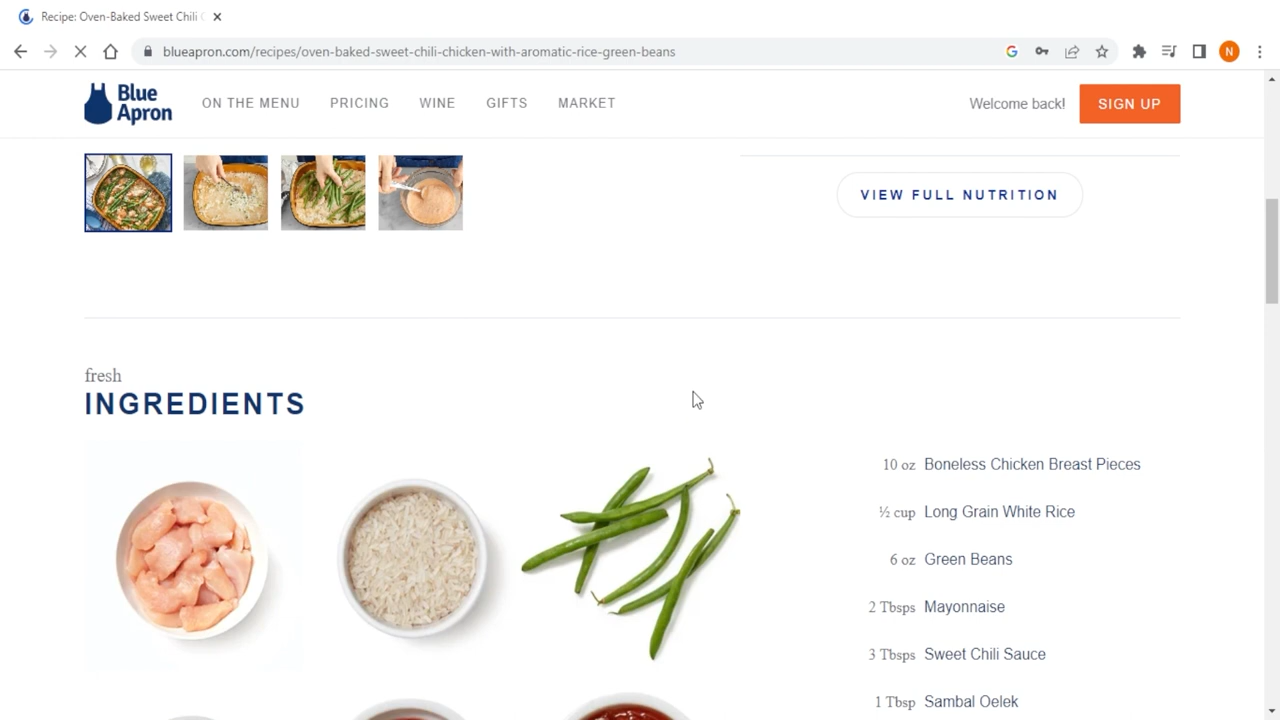 Recipe: Oven-Baked Sweet Chili
blueapron.com/recipes/oven-baked-sweet-chili-chicken-with-aromatic-rice-green-beans
N
Blue
Apron
ON THE MENU
PRICING
WINE
GIFTS
MARKET
Welcome back!
SIGN UP
VIEW FULL NUTRITION
fresh
INGREDIENTS
10 oz Boneless Chicken Breast Pieces
½ cup Long Grain White Rice
6 oz Green Beans
2 Tbsps Mayonnaise
3 Tbsps Sweet Chili Sauce
1 Tbsp Sambal Oelek